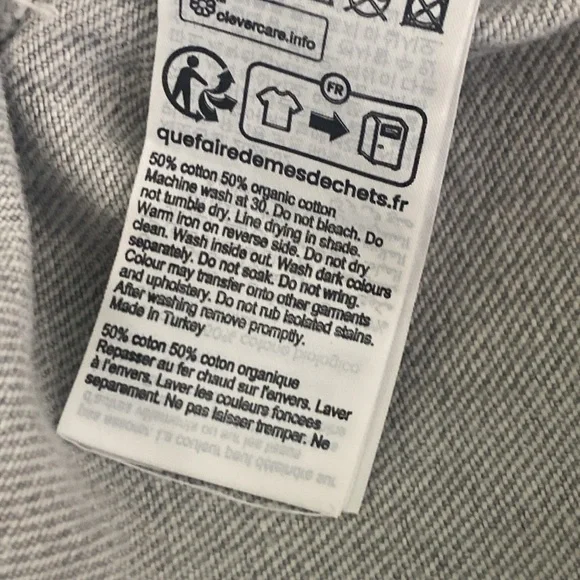 clevercare.info
FR
quefairedemesdechets.fr
50% cotton 50% organic cotton
Machine wash at 30. Do not bleach. Do
not tumble dry. Line drying in shade.
Warm iron on reverse side. Do not dry
clean. Wash inside out. Wash dark colours
separately. Do not soak. Do not wring.
Colour may transfer onto other garments
and upholstery. Do not rub isolated stains.
After washing remove promptly.
Made in Turkey
50% coton 50% coton organique
Repasser au fer chaud sur l'envers. Laver
à l'envers. Laver les couleurs foncees
separement. Ne pas laisser tremper. Ne